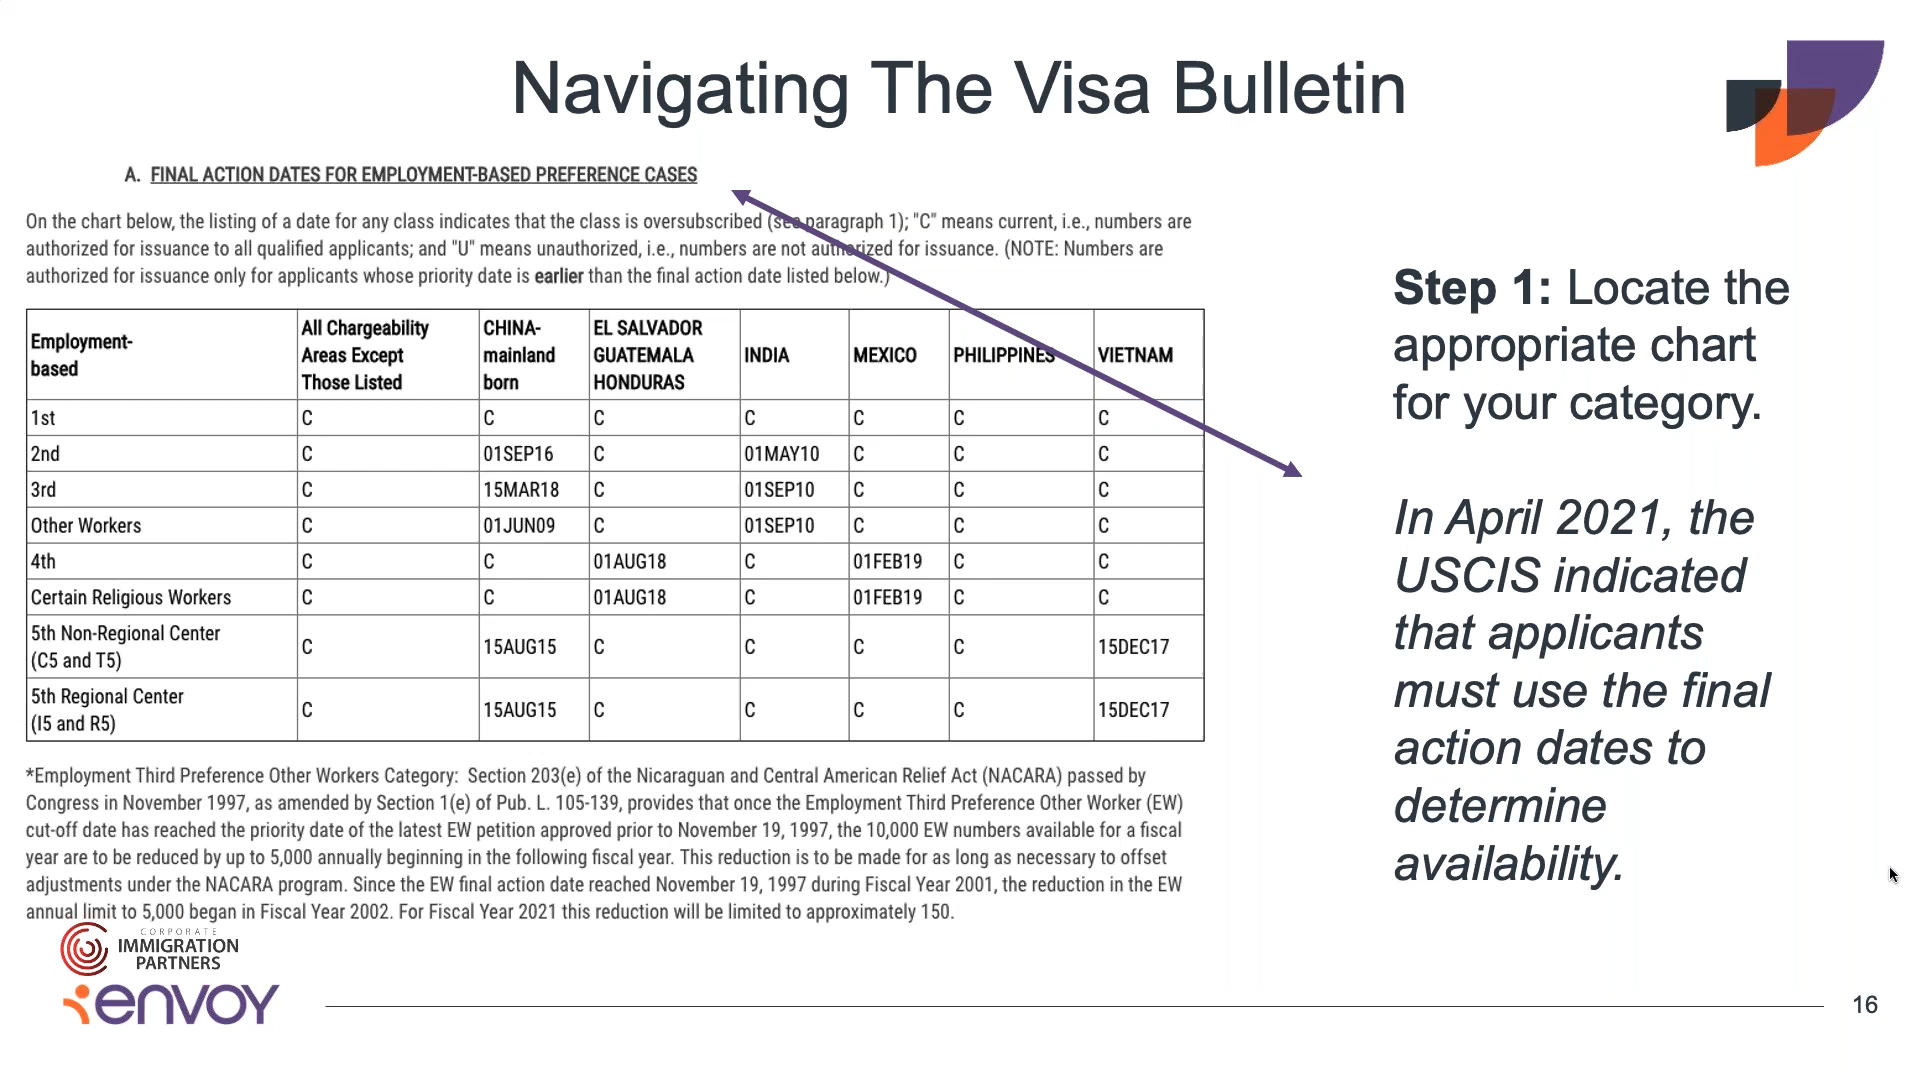 Navigating The Visa Bulletin
A. FINAL ACTION DATES FOR EMPLOYMENT-BASED PREFERENCE CASES
On the chart below, the listing of a date for any class indicates that the class is oversubscribed (see paragraph 1); "C" means current, i.e., numbers are
authorized for issuance to all qualified applicants; and "U" means unauthorized, i.e., numbers are not authorized for issuance. (NOTE: Numbers are
authorized for issuance only for applicants whose priority date is earlier than the final action date listed below.)
Employment-
based
All Chargeability
Areas Except
Those Listed
CHINA-
mainland
born
EL SALVADOR
GUATEMALA
HONDURAS
INDIA
MEXICO
PHILIPPINES
VIETNAM
1st C C C C C C C
2nd C 01SEP16 C 01MAY10 C C C
3rd C 15MAR18 C 01SEP10 C C C
Other Workers C 01JUN09 C 01SEP10 C C C
4th C C 01AUG18 C 01FEB19 C C
Certain Religious Workers C C 01AUG18 C 01FEB19 C C
5th Non-Regional Center
(C5 and T5)
C 15AUG15 C C C C 15DEC17
5th Regional Center
(I5 and R5)
C 15AUG15 C C C C 15DEC17
*Employment Third Preference Other Workers Category: Section 203(e) of the Nicaraguan and Central American Relief Act (NACARA) passed by
Congress in November 1997, as amended by Section 1(e) of Pub. L. 105-139, provides that once the Employment Third Preference Other Worker (EW)
cut-off date has reached the priority date of the latest EW petition approved prior to November 19, 1997, the 10,000 EW numbers available for a fiscal
year are to be reduced by up to 5,000 annually beginning in the following fiscal year. This reduction is to be made for as long as necessary to offset
adjustments under the NACARA program. Since the EW final action date reached November 19, 1997 during Fiscal Year 2001, the reduction in the EW
annual limit to 5,000 began in Fiscal Year 2002. For Fiscal Year 2021 this reduction will be limited to approximately 150.
Step 1: Locate the
appropriate chart
for your category.
In April 2021, the
USCIS indicated
that applicants
must use the final
action dates to
determine
availability.
CORPORATE
IMMIGRATION
PARTNERS
envoy
16